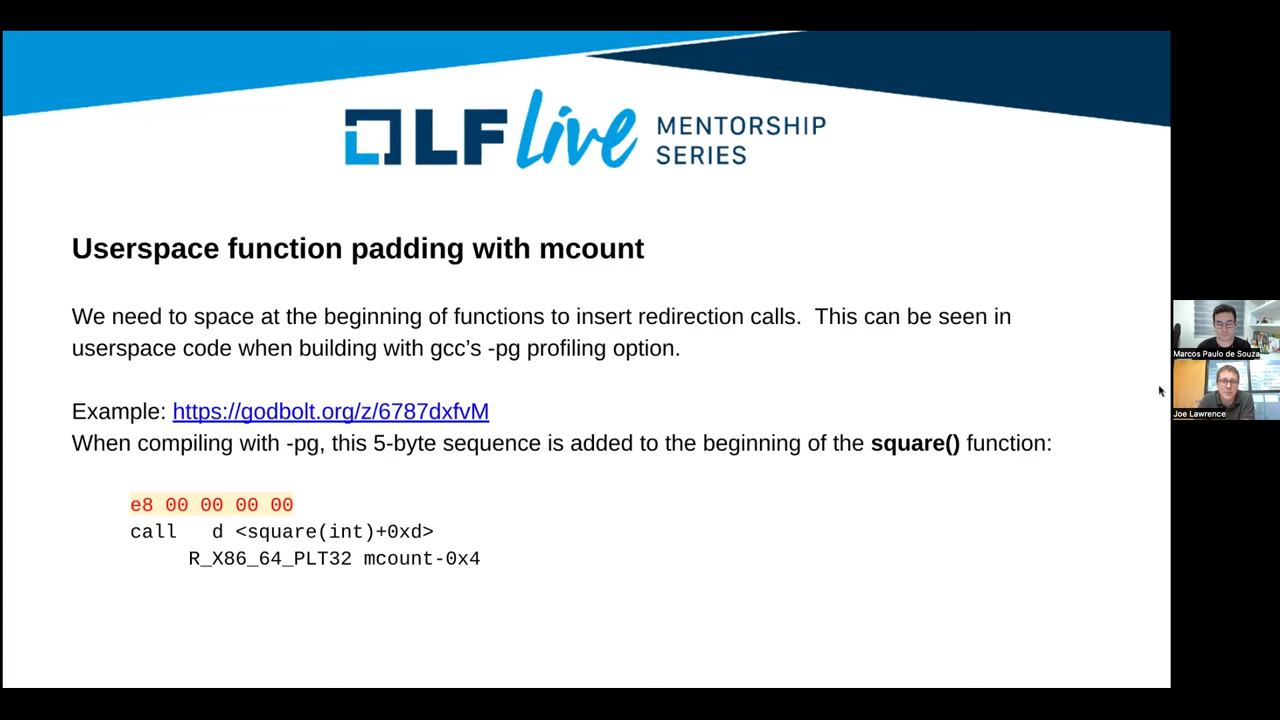 LF live MENTORSHIP
SERIES
Userspace function padding with mcount
We need to space at the beginning of functions to insert redirection calls.  This can be seen in
userspace code when building with gcc’s -pg profiling option.
Example: https://godbolt.org/z/6787dxfvM
When compiling with -pg, this 5-byte sequence is added to the beginning of the square() function:
e8 00 00 00 00
call   d <square(int)+0xd>
R_X86_64_PLT32 mcount-0x4
Marcos Paulo de Souza
Joe Lawrence